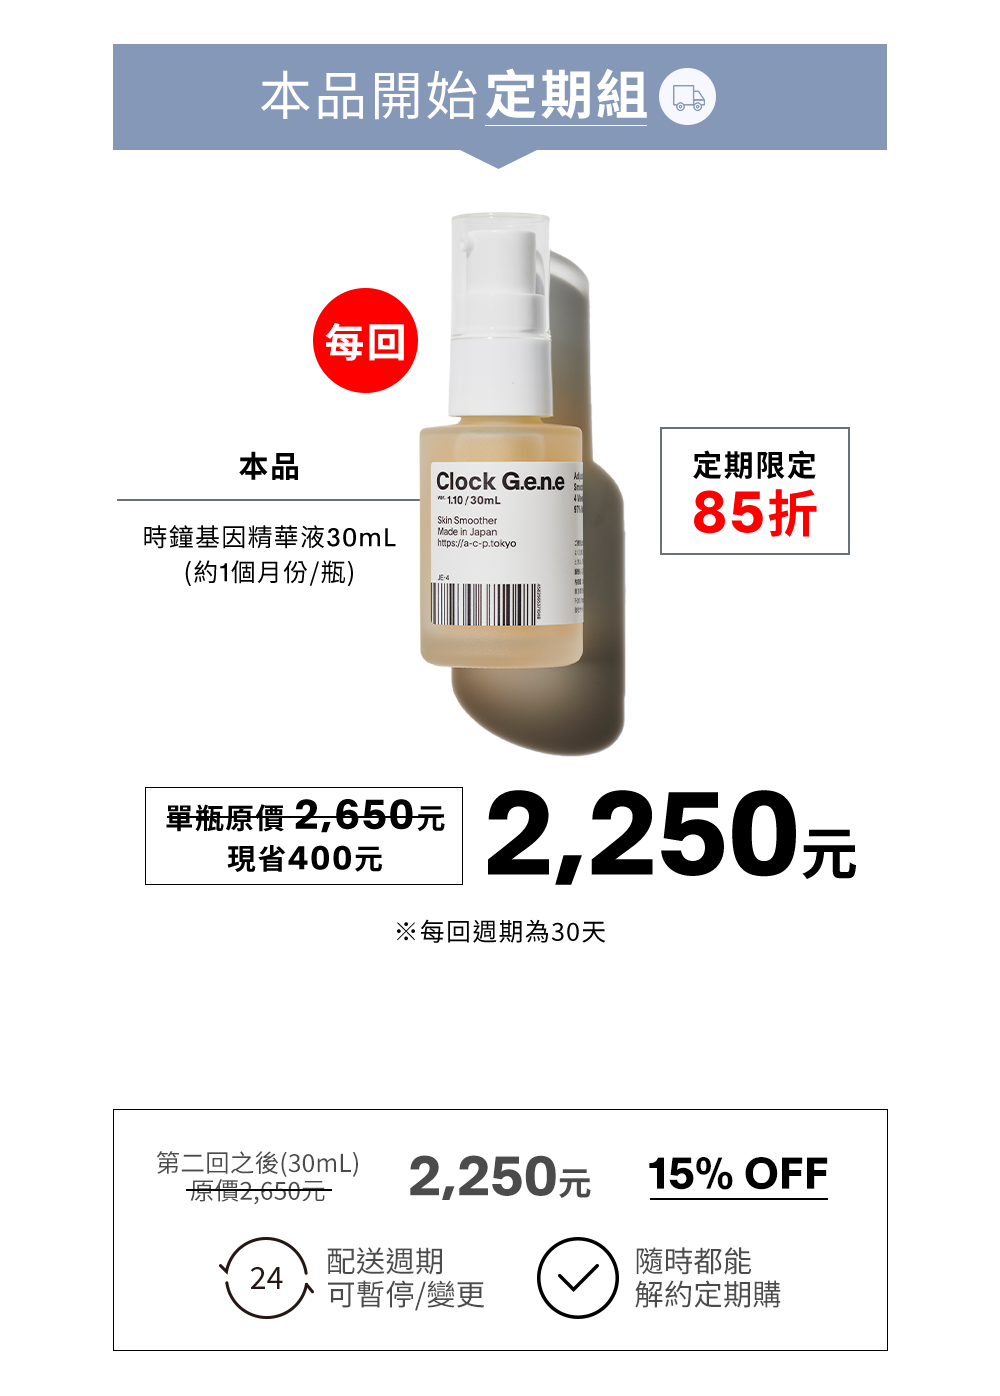 本品開始定期組
每回
本品
時鐘基因精華液30mL
(約1個月份/瓶)
Clock G.e.n.e
ver. 1.10 / 30mL
Skin Smoother
Made in Japan
https://a-c-p.tokyo
JE-4
定期限定
85折
單瓶原價 2,650元
現省400元
2,250元
※每回週期為30天
第二回之後(30mL)
原價2,650元
2,250元
15% OFF
24
配送週期
可暫停/變更
隨時都能
解約定期購